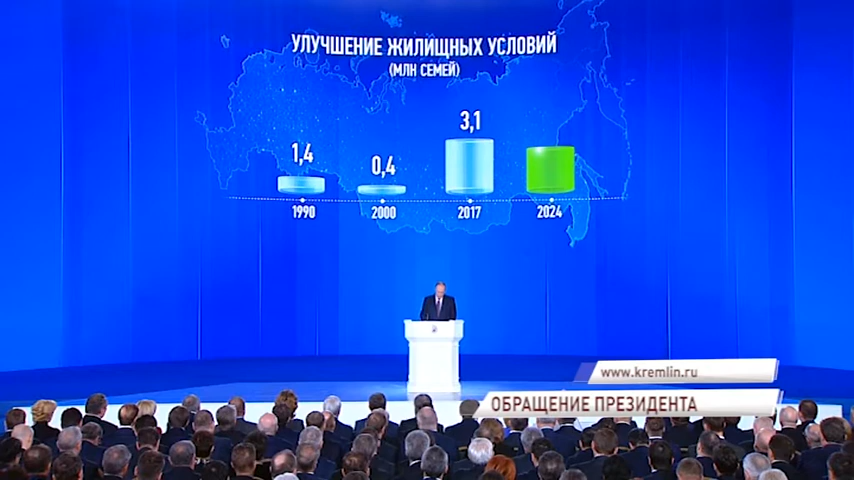 УЛУЧШЕНИЕ ЖИЛИЩНЫХ УСЛОВИЙ
(МЛН СЕМЕЙ)
3,1
1,4
0,4
1990 2000 2017 2024
www.kremlin.ru
ОБРАЩЕНИЕ ПРЕЗИДЕНТА